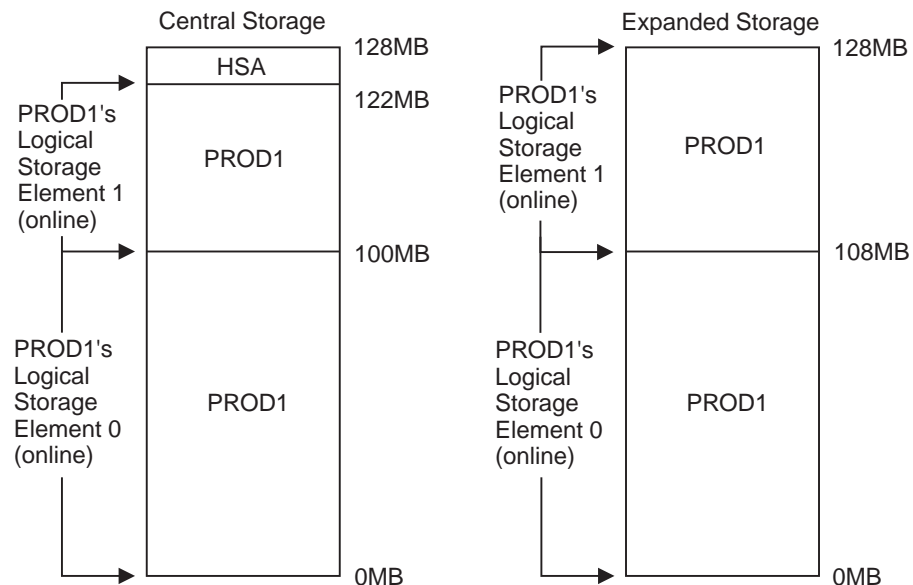 Central Storage
128MB
HSA
122MB
PROD1's
Logical
Storage
Element 1
(online)
PROD1
100MB
PROD1's
Logical
Storage
Element 0
(online)
PROD1
0MB
Expanded Storage
128MB
PROD1's
Logical
Storage
Element 1
(online)
PROD1
108MB
PROD1's
Logical
Storage
Element 0
(online)
PROD1
0MB